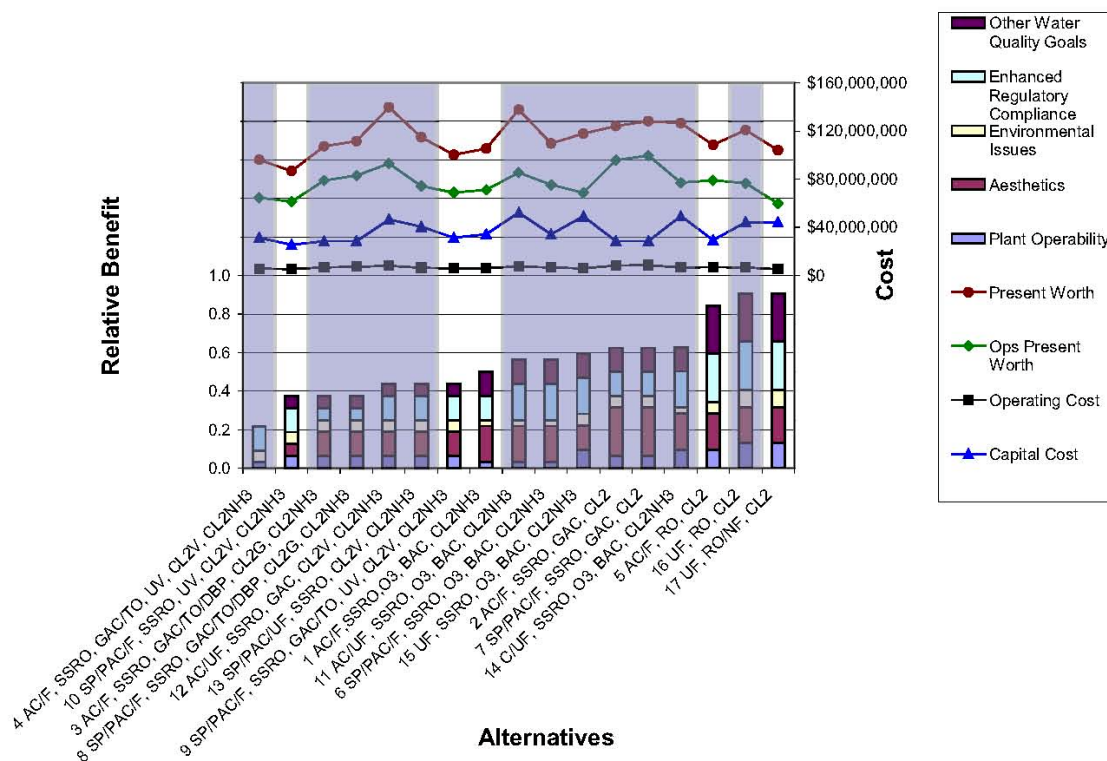 $160,000,000
$120,000,000
$80,000,000
$40,000,000
$0
Cost
Relative Benefit
1.0
0.8
0.6
0.4
0.2
0.0
4 AC/F, SSRO, GAC/TO, UV, CL2V, CL2NH3
10 SP/PAC/F, SSRO, UV, CL2V, CL2NH3
3 AC/F, SSRO, GAC/TO/DBP, CL2G, CL2NH3
8 SP/PAC/F, SSRO, GAC/TO/DBP, CL2G, CL2NH3
12 AC/UF, SSRO, GAC, CL2V, CL2NH3
13 SP/PAC/UF, SSRO, CL2V, CL2NH3
9 SP/PAC/F, SSRO, GAC/TO, UV, CL2V, CL2NH3
1 AC/F, SSRO, O3, BAC, CL2NH3
11 AC/UF, SSRO, O3, BAC, CL2NH3
6 SP/PAC/F, SSRO, O3, BAC, CL2NH3
15 UF, SSRO, O3, BAC, CL2NH3
2 AC/F, SSRO, GAC, CL2
7 SP/PAC/F, SSRO, GAC, CL2
14 C/UF, SSRO, O3, BAC, CL2NH3
5 AC/F, RO, CL2
16 UF, RO, CL2
17 UF, RO/NF, CL2
Alternatives
Other Water
Quality Goals
Enhanced
Regulatory
Compliance
Environmental
Issues
Aesthetics
Plant Operability
Present Worth
Ops Present
Worth
Operating Cost
Capital Cost